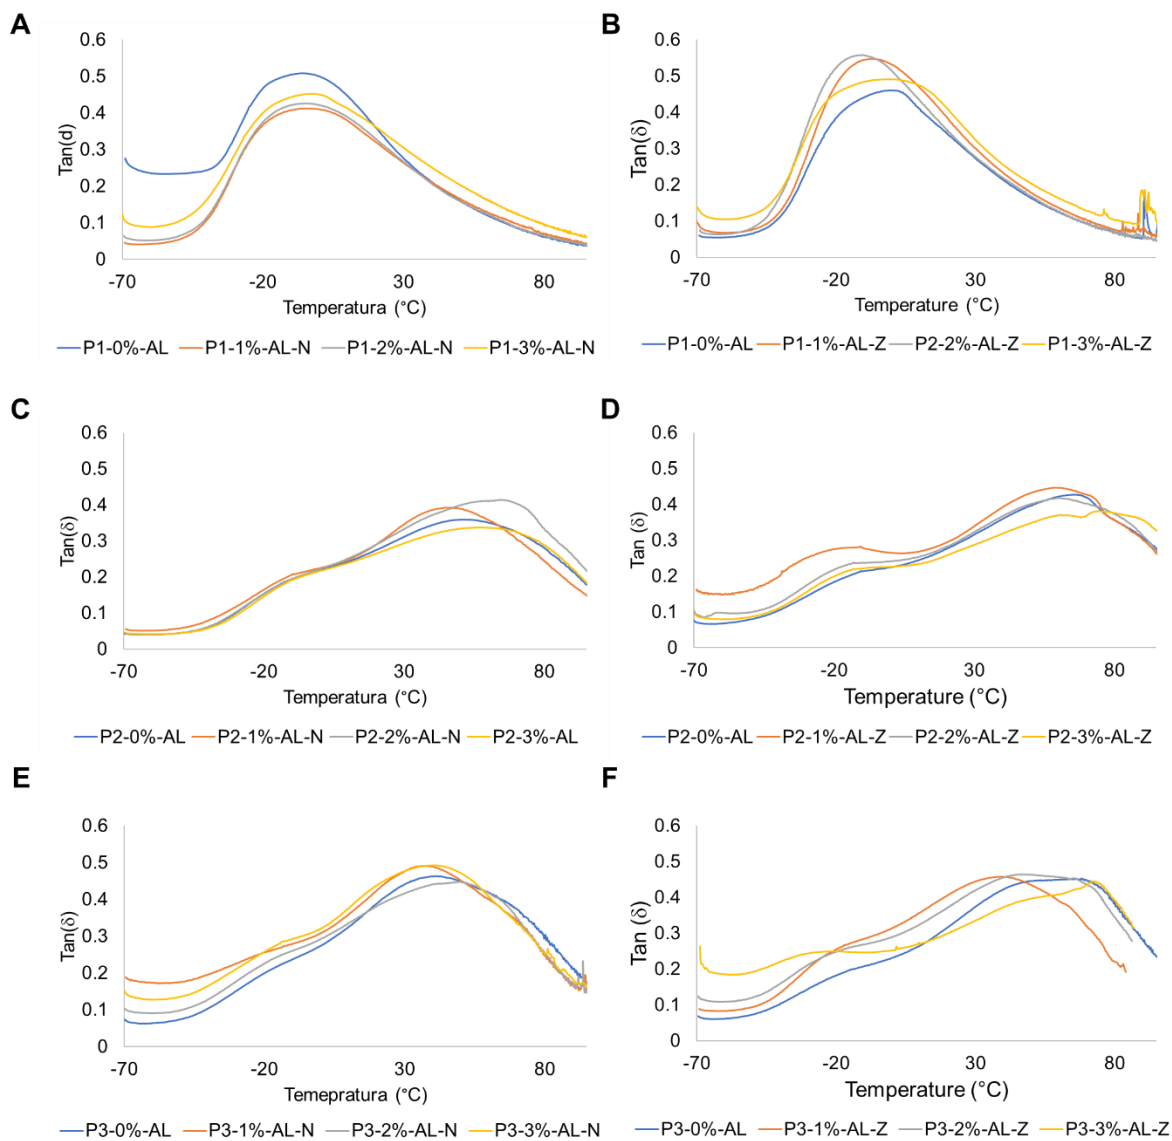 A
0.6
0.5
0.4
0.3
0.2
0.1
0
Tan(d)
-70
-20
30
80
Temperatura (°C)
P1-0%-AL P1-1%-AL-N P1-2%-AL-N P1-3%-AL-N
B
0.6
0.5
0.4
0.3
0.2
0.1
0
Tan(δ)
-70
-20
30
80
Temperature (°C)
P1-0%-AL P1-1%-AL-Z P2-2%-AL-Z P1-3%-AL-Z
C
0.6
0.5
0.4
0.3
0.2
0.1
0
Tan(δ)
-70
-20
30
80
Temperatura (°C)
P2-0%-AL P2-1%-AL-N P2-2%-AL-N P2-3%-AL
D
0.6
0.5
0.4
0.3
0.2
0.1
0
Tan (δ)
-70
-20
30
80
Temperature (°C)
P2-0%-AL P2-1%-AL-Z P2-2%-AL-Z P2-3%-AL-Z
E
0.6
0.5
0.4
0.3
0.2
0.1
0
Tan(δ)
-70
-20
30
80
Temepratura (°C)
P3-0%-AL P3-1%-AL-N P3-2%-AL-N P3-3%-AL-N
F
0.6
0.5
0.4
0.3
0.2
0.1
0
Tan (δ)
-70
-20
30
80
Temperature (°C)
P3-0%-AL P3-1%-AL-Z P3-2%-AL-Z P3-3%-AL-Z